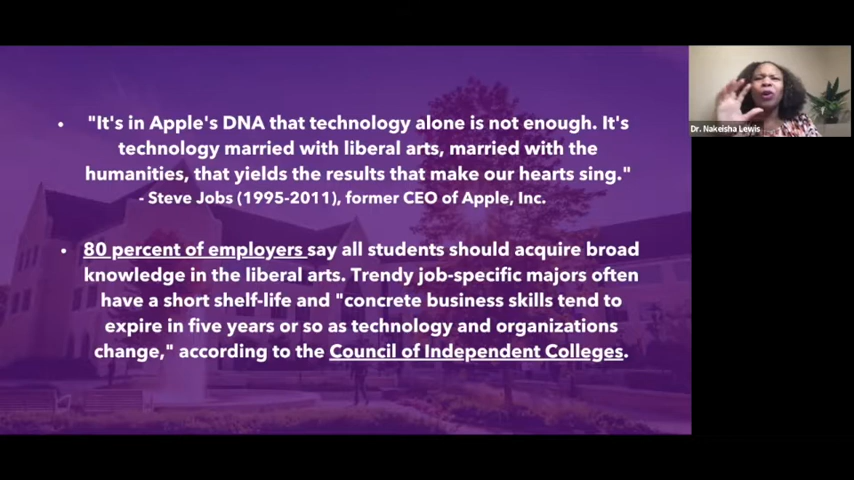 • "It's in Apple's DNA that technology alone is not enough. It's
technology married with liberal arts, married with the
humanities, that yields the results that make our hearts sing."
- Steve Jobs (1995-2011), former CEO of Apple, Inc.
• 80 percent of employers say all students should acquire broad
knowledge in the liberal arts. Trendy job-specific majors often
have a short shelf-life and "concrete business skills tend to
expire in five years or so as technology and organizations
change," according to the Council of Independent Colleges.
Dr. Nakeisha Lewis